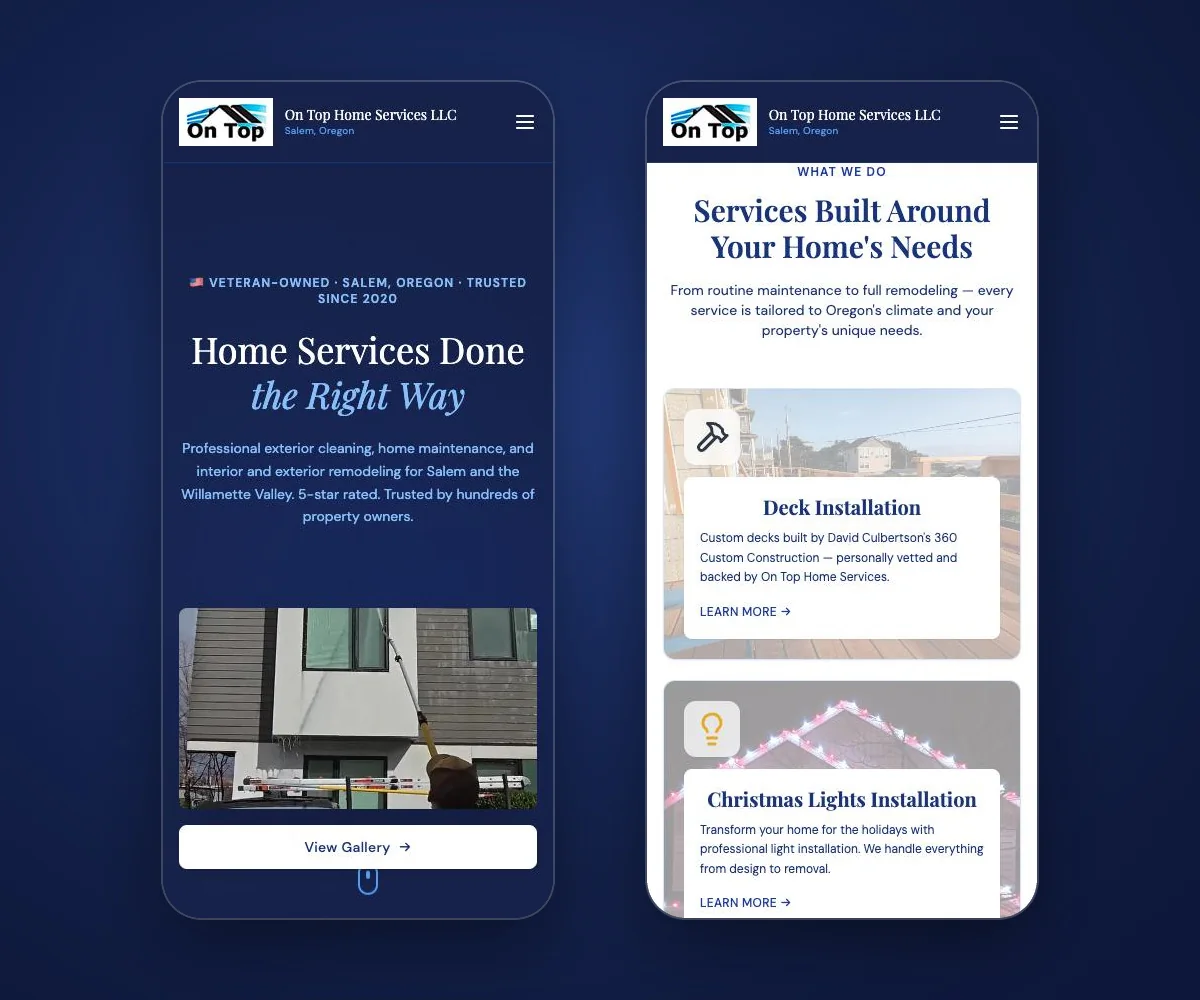 On Top
On Top Home Services LLC
Salem, Oregon
🇺🇸 VETERAN-OWNED · SALEM, OREGON · TRUSTED
SINCE 2020
Home Services Done
the Right Way
Professional exterior cleaning, home maintenance, and
interior and exterior remodeling for Salem and the
Willamette Valley. 5-star rated. Trusted by hundreds of
property owners.
View Gallery →
On Top
On Top Home Services LLC
Salem, Oregon
WHAT WE DO
Services Built Around
Your Home's Needs
From routine maintenance to full remodeling — every
service is tailored to Oregon's climate and your
property's unique needs.
Deck Installation
Custom decks built by David Culbertson's 360
Custom Construction — personally vetted and
backed by On Top Home Services.
LEARN MORE →
Christmas Lights Installation
Transform your home for the holidays with
professional light installation. We handle everything
from design to removal.
LEARN MORE →